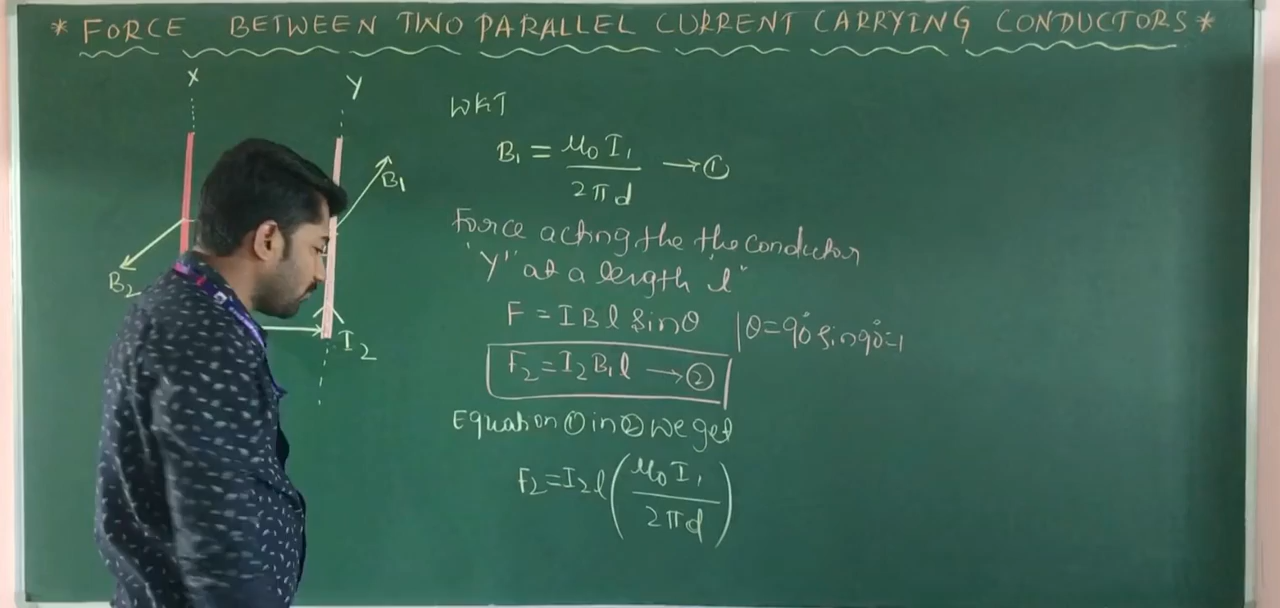 * FORCE BETWEEN TWO PARALLEL CURRENT CARRYING CONDUCTORS *
X
Y
B₁
B₂
I₂
WKT
B₁ = μ₀ I₁ / 2πd → ①
Force acting the the conductor
"Y" at a length l"
F = I B l sinθ | θ=90° sin90°=1
F₂ = I₂ B₁ l → ②
Equation ① in ② we get
F₂ = I₂ l ( μ₀ I₁ / 2πd )